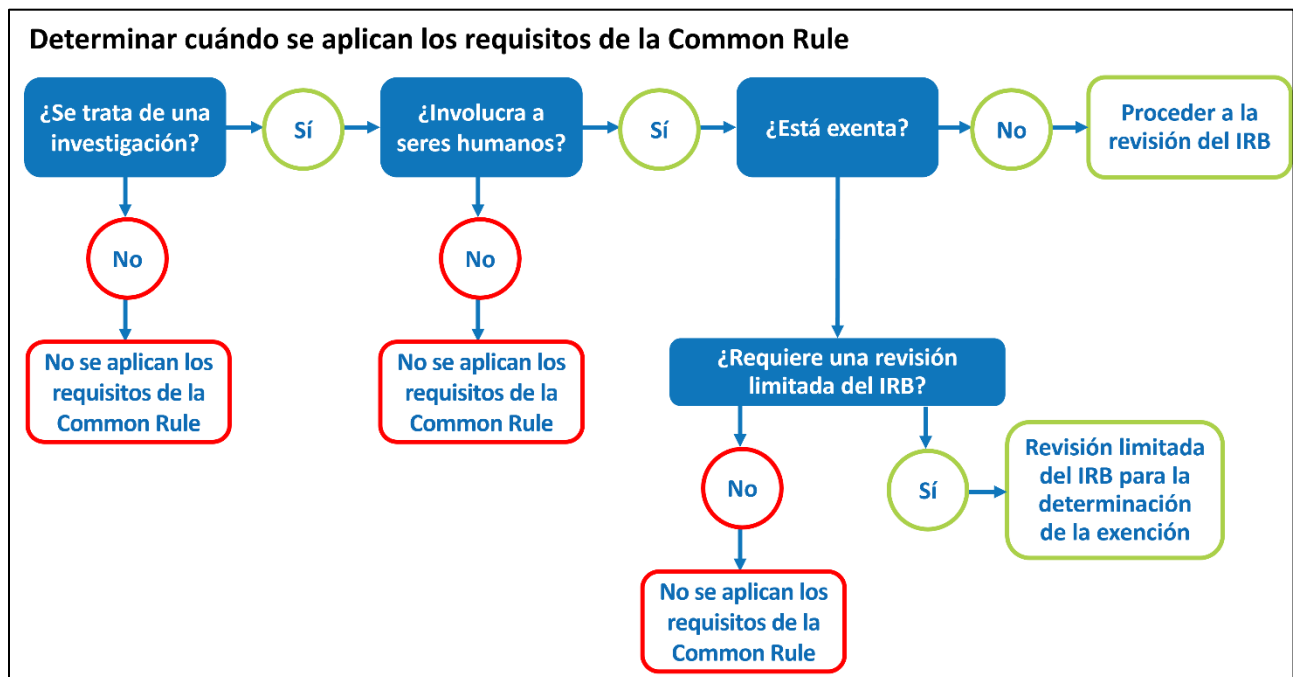 Determinar cuándo se aplican los requisitos de la Common Rule
¿Se trata de una
investigación?
Sí
¿Involucra a
seres humanos?
Sí
¿Está exenta?
No
Proceder a la
revisión del IRB
No
No se aplican los
requisitos de la
Common Rule
No
No se aplican los
requisitos de la
Common Rule
¿Requiere una revisión
limitada del IRB?
No
No se aplican los
requisitos de la
Common Rule
Sí
Revisión limitada
del IRB para la
determinación
de la exención